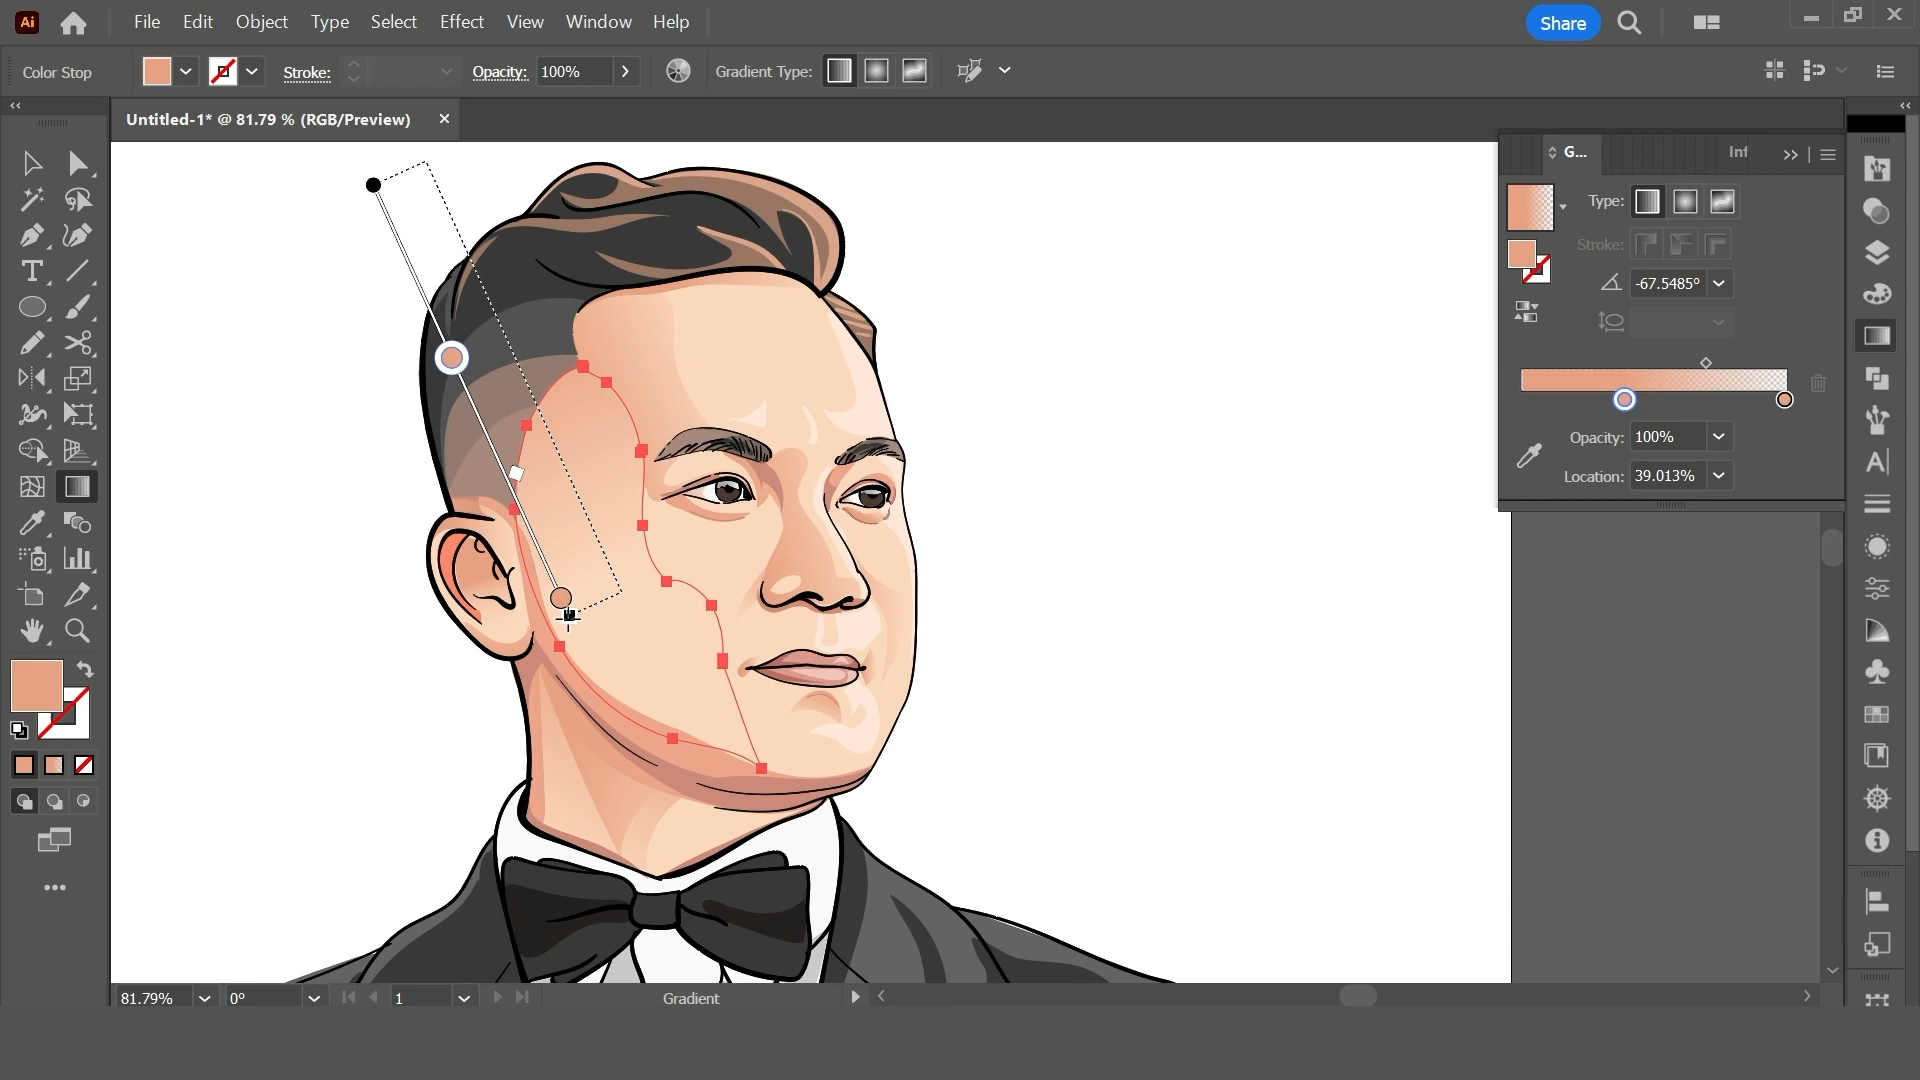 Ai File Edit Object Type Select Effect View Window Help Share
Color Stop Stroke: Opacity: 100% Gradient Type:
Untitled-1* @ 81.79 % (RGB/Preview)
G... Inf
Type:
Stroke:
-67.5485°
Opacity: 100%
Location: 39.013%
81.79% 0° 1 Gradient